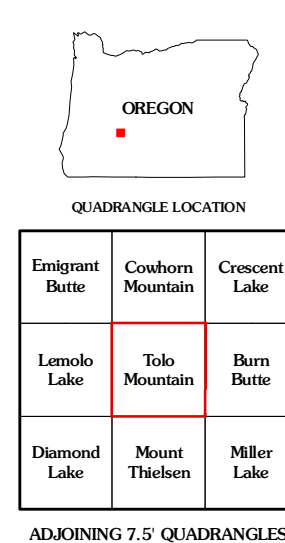 OREGON
QUADRANGLE LOCATION
Emigrant Butte
Cowhorn Mountain
Crescent Lake
Lemolo Lake
Tolo Mountain
Burn Butte
Diamond Lake
Mount Thielsen
Miller Lake
ADJOINING 7.5' QUADRANGLES